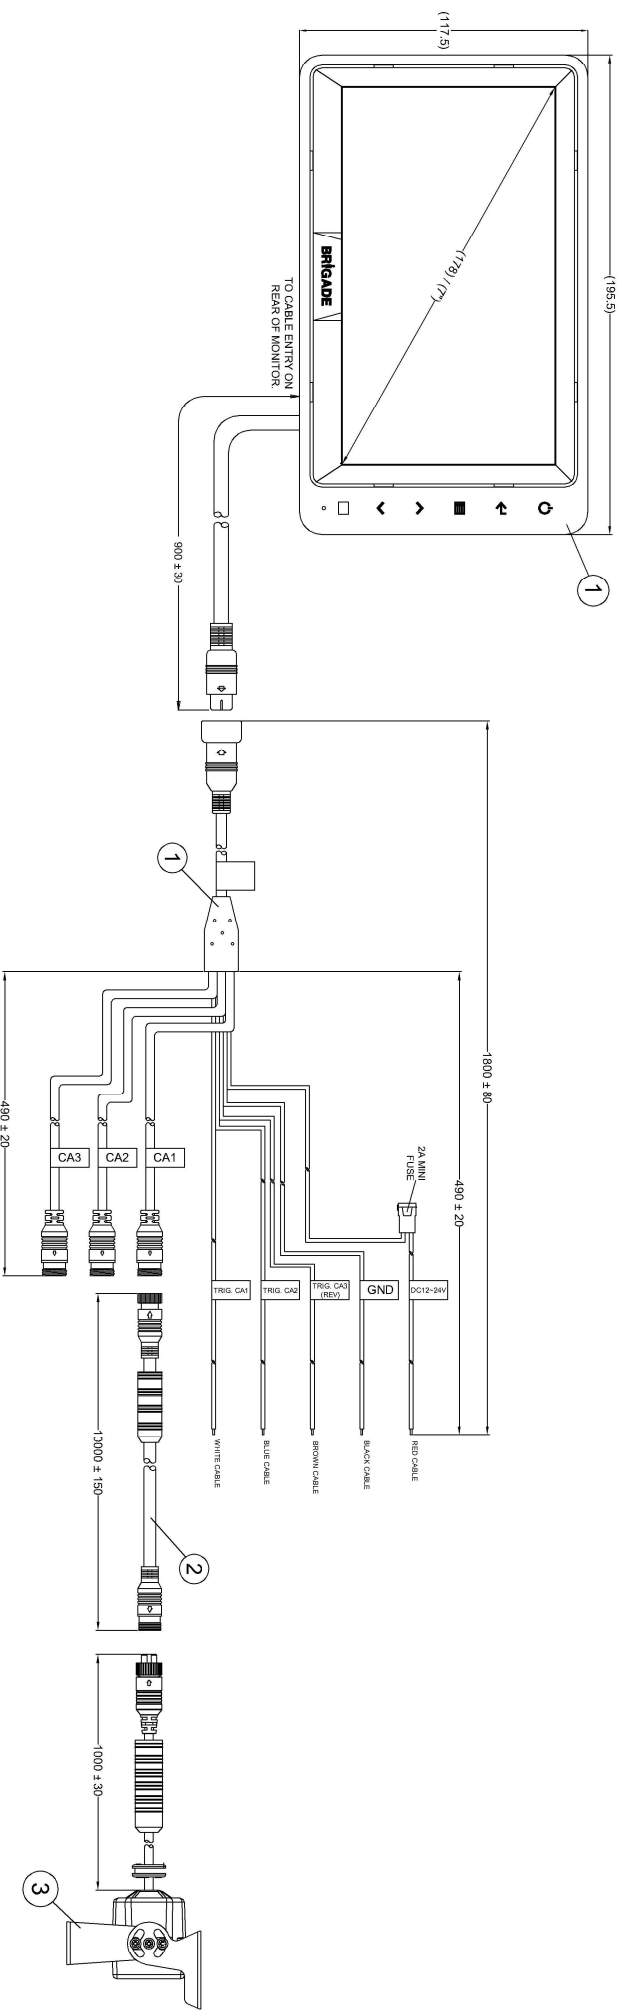 (117.5)
(195.5)
(178) / (7")
BRIGADE
TO CABLE ENTRY ON
REAR OF MONITOR.
1
900 ± 30
1
1800 ± 80
490 ± 20
490 ± 20
2A MINI
FUSE
CA3
CA2
CA1
TRIG. CA1
TRIG. CA2
TRIG. CA3
(REV)
GND
DC12~24V
WHITE CABLE
BLUE CABLE
BROWN CABLE
BLACK CABLE
RED CABLE
10000 ± 150
2
1000 ± 30
3